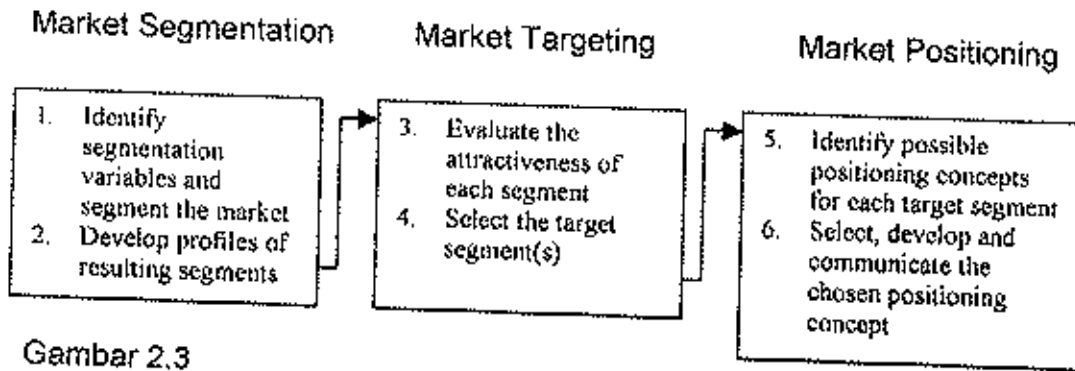 Market Segmentation
Market Targeting
Market Positioning
1. Identify
segmentation
variables and
segment the market
2. Develop profiles of
resulting segments
3. Evaluate the
attractiveness of
each segment
4. Select the target
segment(s)
5. Identify possible
positioning concepts
for each target segment
6. Select, develop and
communicate the
chosen positioning
concept
Gambar 2.3